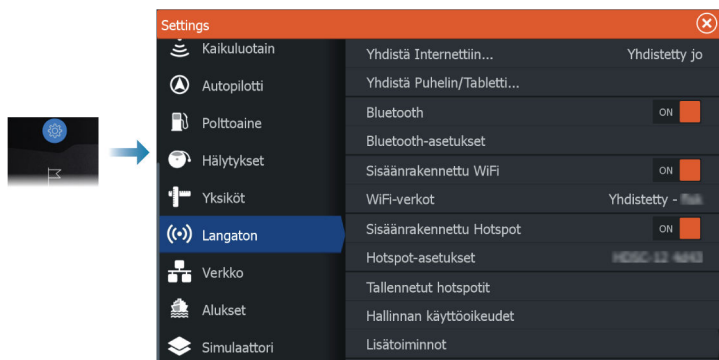 Settings
Kaikuluotain
Autopilotti
Polttoaine
Hälytykset
Yksiköt
Langaton
Verkko
Alukset
Simulaattori
Yhdistä Internettiin... Yhdistetty jo
Yhdistä Puhelin/Tabletti...
Bluetooth ON
Bluetooth-asetukset
Sisäänrakennettu WiFi ON
WiFi-verkot Yhdistetty -
Sisäänrakennettu Hotspot ON
Hotspot-asetukset
Tallennetut hotspotit
Hallinnan käyttöoikeudet
Lisätoiminnot